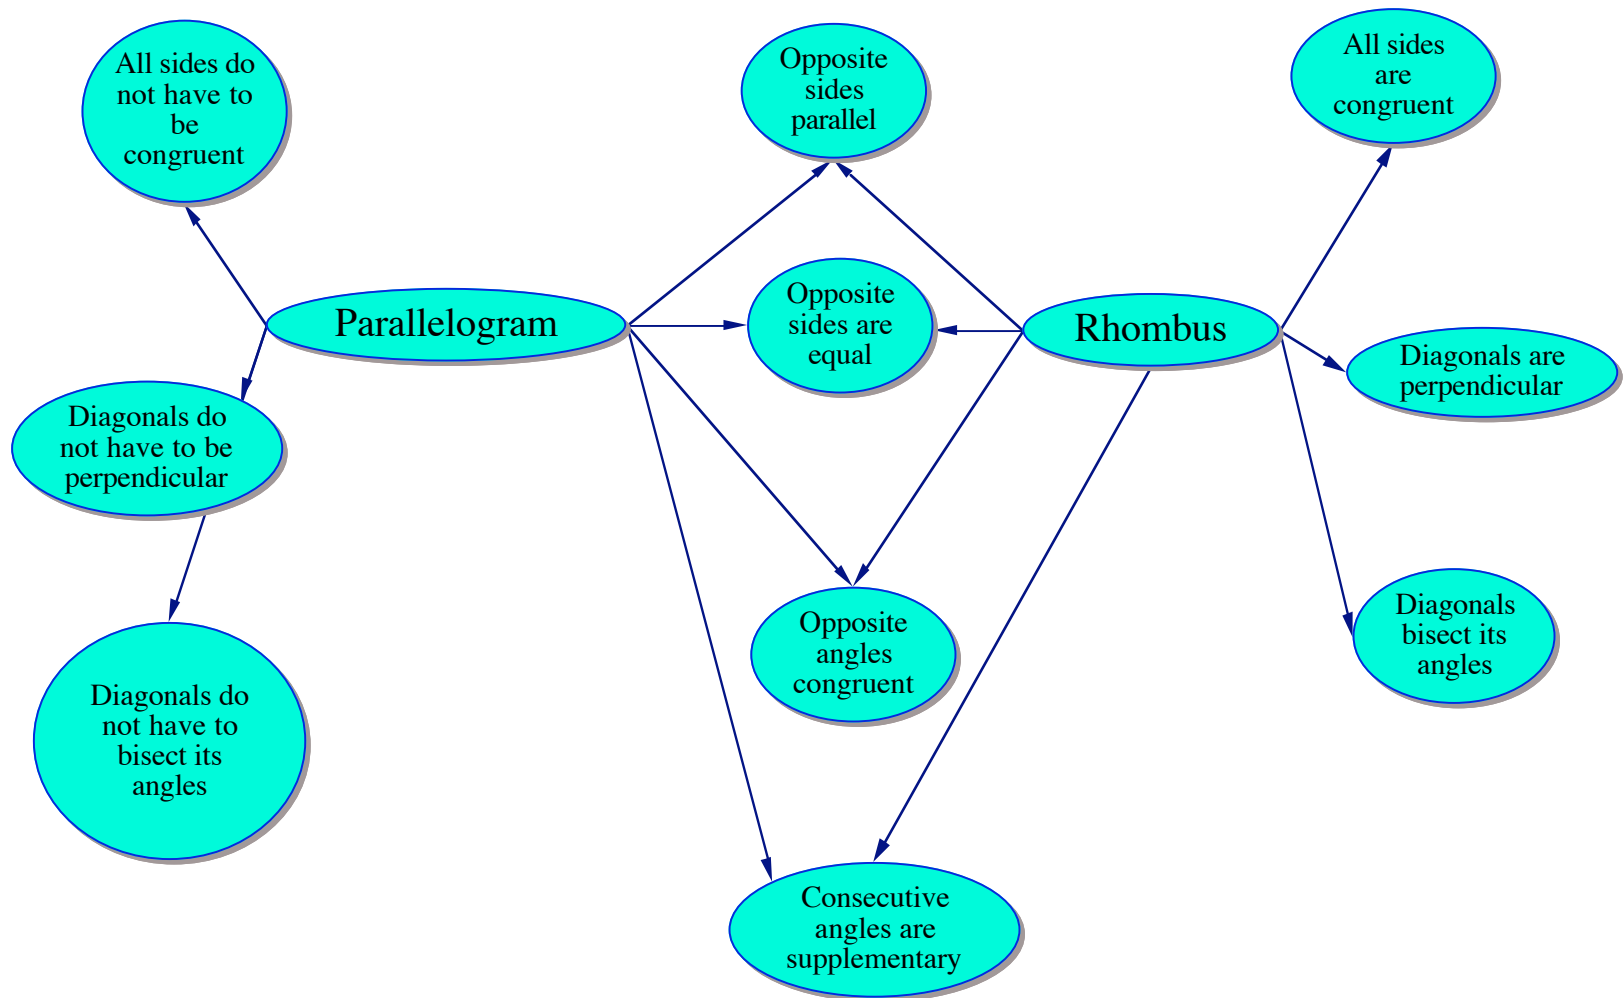 All sides do
not have to
be
congruent
Opposite
sides
parallel
All sides
are
congruent
Parallelogram
Opposite
sides are
equal
Rhombus
Diagonals are
perpendicular
Diagonals do
not have to be
perpendicular
Opposite
angles
congruent
Diagonals
bisect its
angles
Diagonals do
not have to
bisect its
angles
Consecutive
angles are
supplementary